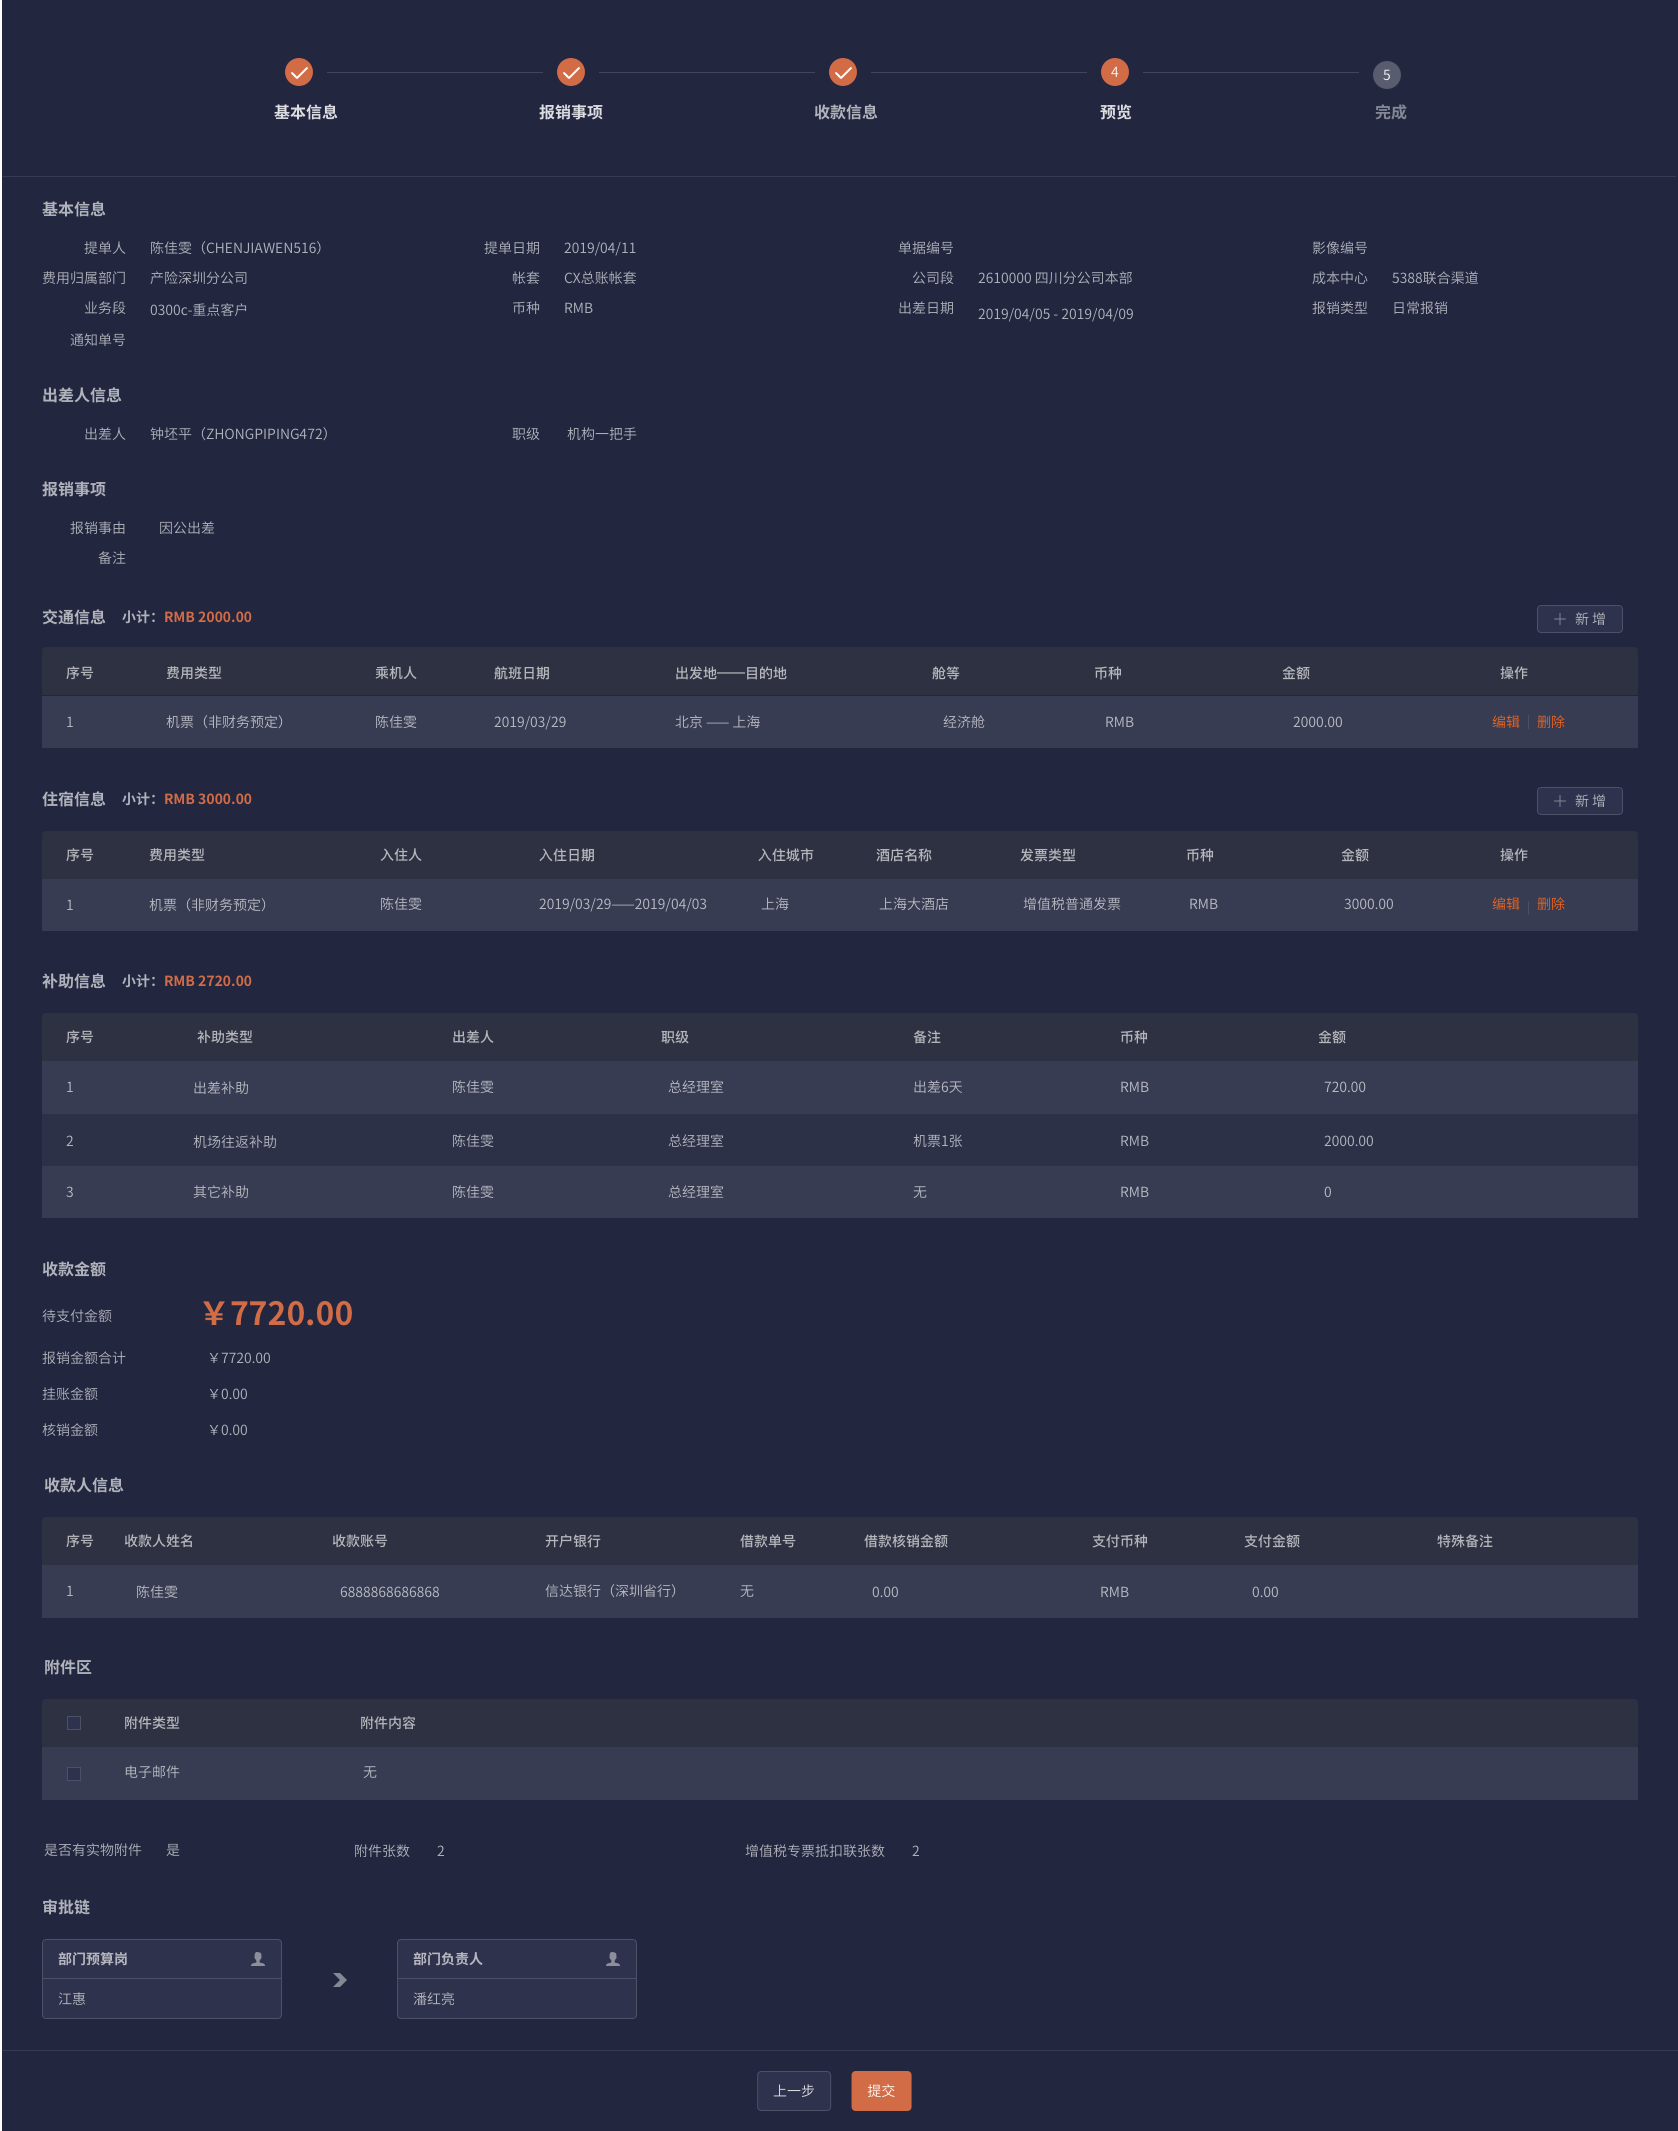 4 5
基本信息 报销事项 收款信息 预览 完成
基本信息
提单人 陈佳雯（CHENJIAWEN516） 提单日期 2019/04/11 单据编号 影像编号
费用归属部门 产险深圳分公司 帐套 CX总账帐套 公司段 2610000 四川分公司本部 成本中心 5388联合渠道
业务段 0300c-重点客户 币种 RMB 出差日期 2019/04/05 - 2019/04/09 报销类型 日常报销
通知单号
出差人信息
出差人 钟坯平（ZHONGPIPING472） 职级 机构一把手
报销事项
报销事由 因公出差
备注
交通信息 小计：RMB 2000.00 新 增
序号 费用类型 乘机人 航班日期 出发地——目的地 舱等 币种 金额 操作
1 机票（非财务预定） 陈佳雯 2019/03/29 北京 —— 上海 经济舱 RMB 2000.00 编辑 删除
住宿信息 小计：RMB 3000.00 新 增
序号 费用类型 入住人 入住日期 入住城市 酒店名称 发票类型 币种 金额 操作
1 机票（非财务预定） 陈佳雯 2019/03/29——2019/04/03 上海 上海大酒店 增值税普通发票 RMB 3000.00 编辑 删除
补助信息 小计：RMB 2720.00
序号 补助类型 出差人 职级 备注 币种 金额
1 出差补助 陈佳雯 总经理室 出差6天 RMB 720.00
2 机场往返补助 陈佳雯 总经理室 机票1张 RMB 2000.00
3 其它补助 陈佳雯 总经理室 无 RMB 0
收款金额
待支付金额 ￥7720.00
报销金额合计 ￥7720.00
挂账金额 ￥0.00
核销金额 ￥0.00
收款人信息
序号 收款人姓名 收款账号 开户银行 借款单号 借款核销金额 支付币种 支付金额 特殊备注
1 陈佳雯 6888868686868 信达银行（深圳省行） 无 0.00 RMB 0.00
附件区
附件类型 附件内容
电子邮件 无
是否有实物附件 是 附件张数 2 增值税专票抵扣联张数 2
审批链
部门预算岗 部门负责人
江惠 潘红亮
上一步 提交